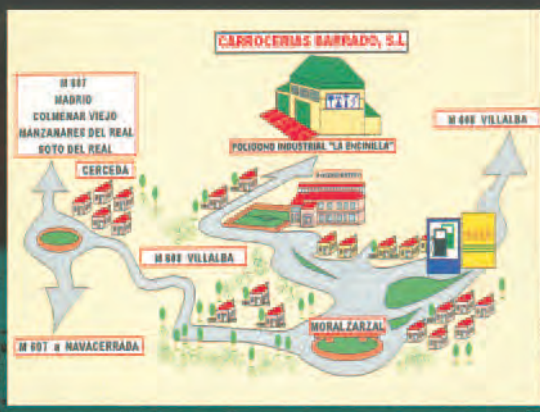 CARROCERIAS BARRADO, S.L
M 607
MADRID
COLMENAR VIEJO
MANZANARES DEL REAL
SOTO DEL REAL
M 608 VILLALBA
POLIGONO INDUSTRIAL "LA ENCINILLA"
CERCEDA
M 608 VILLALBA
MORALZARZAL
M 607 a NAVACERRADA